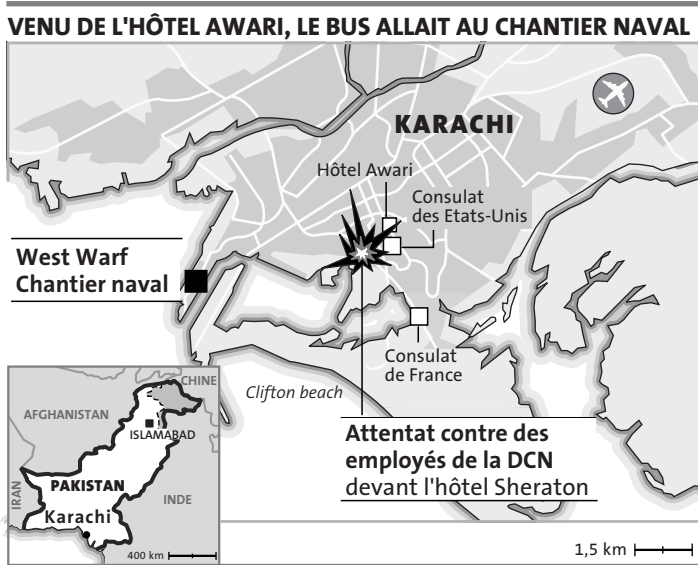 VENU DE L'HÔTEL AWARI, LE BUS ALLAIT AU CHANTIER NAVAL
KARACHI
Hôtel Awari
Consulat
des Etats-Unis
West Warf
Chantier naval
Consulat
de France
Clifton beach
Attentat contre des
employés de la DCN
devant l'hôtel Sheraton
CHINE
AFGHANISTAN
ISLAMABAD
IRAN
PAKISTAN
INDE
Karachi
400 km
1,5 km